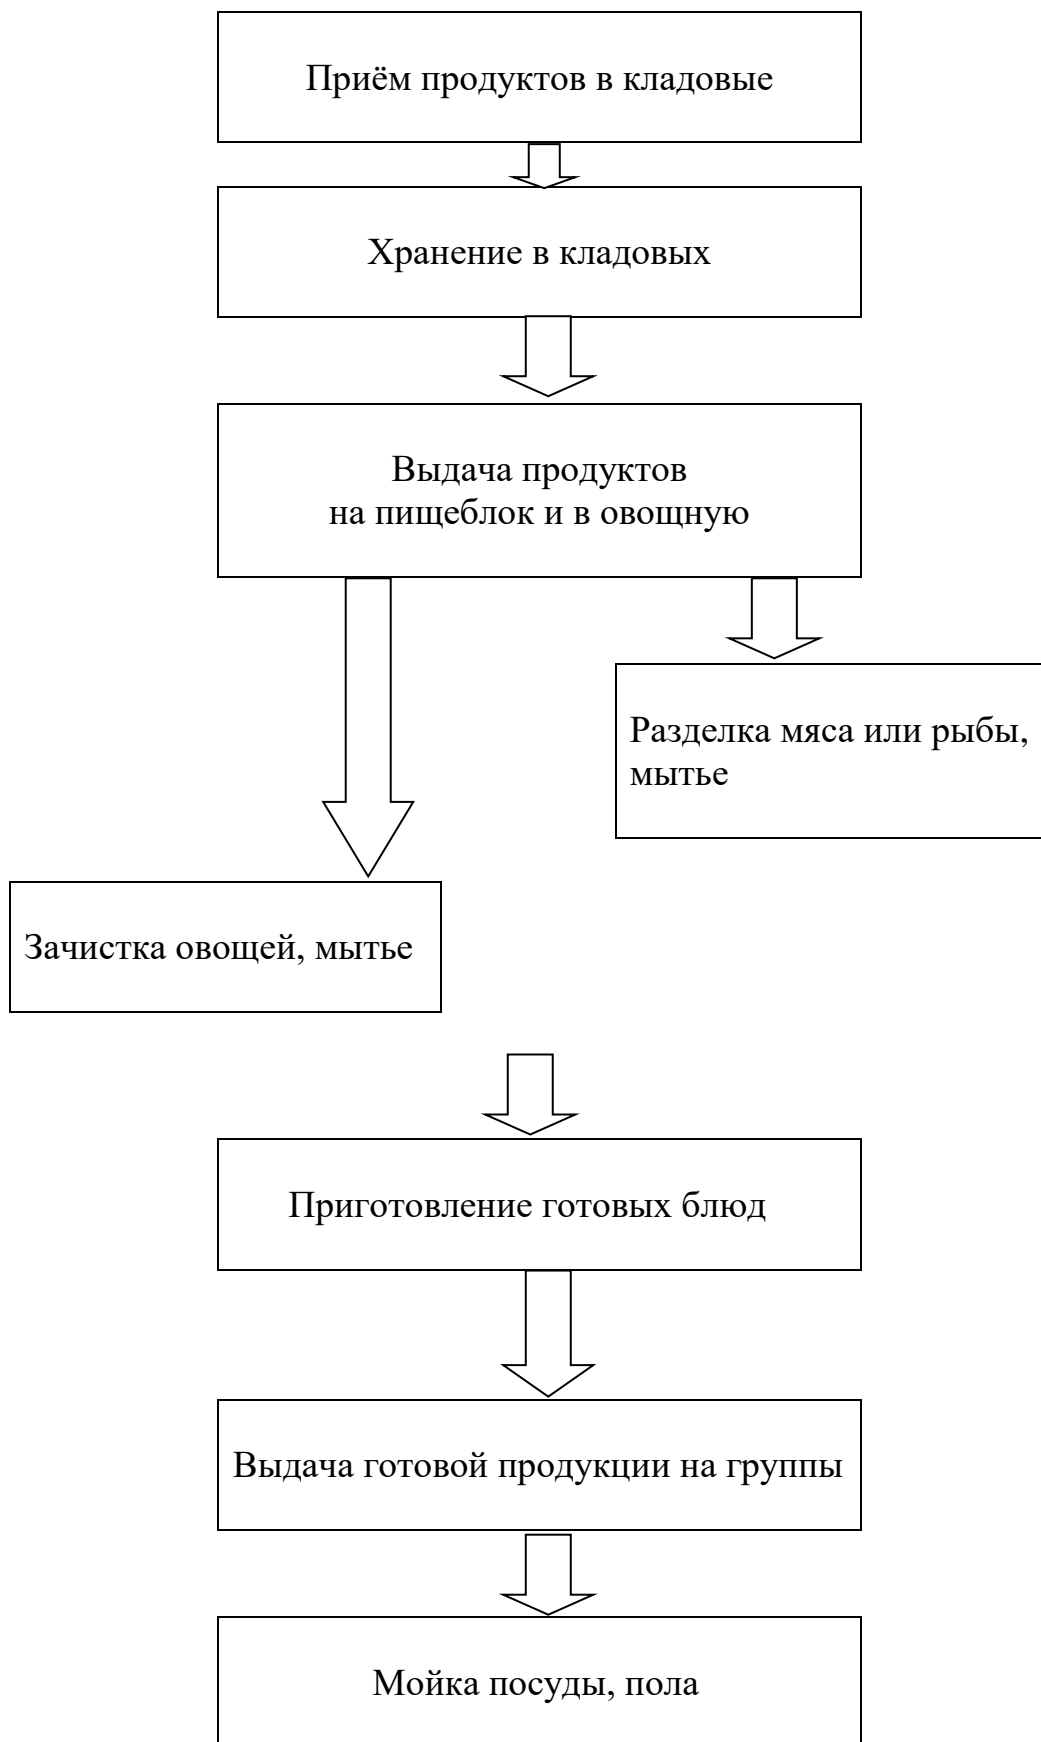 Приём продуктов в кладовые
Хранение в кладовых
Выдача продуктов
на пищеблок и в овощную
Разделка мяса или рыбы,
мытье
Зачистка овощей, мытье
Приготовление готовых блюд
Выдача готовой продукции на группы
Мойка посуды, пола